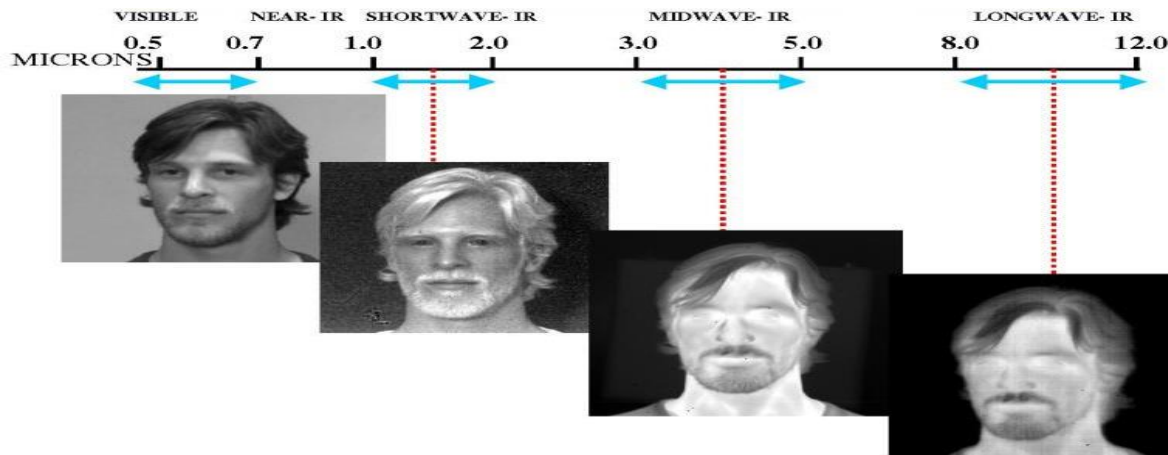 VISIBLE NEAR- IR SHORTWAVE- IR MIDWAVE- IR LONGWAVE- IR
0.5 0.7 1.0 2.0 3.0 5.0 8.0 12.0
MICRONS